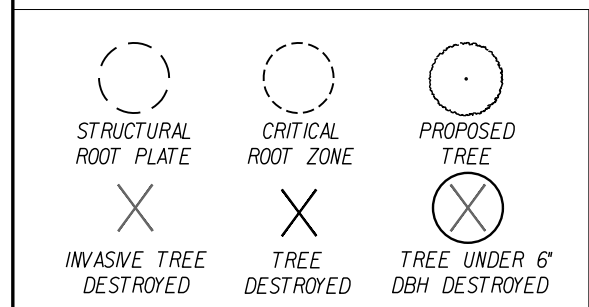 STRUCTURAL
ROOT PLATE
CRITICAL
ROOT ZONE
PROPOSED
TREE
INVASIVE TREE
DESTROYED
TREE
DESTROYED
TREE UNDER 6"
DBH DESTROYED